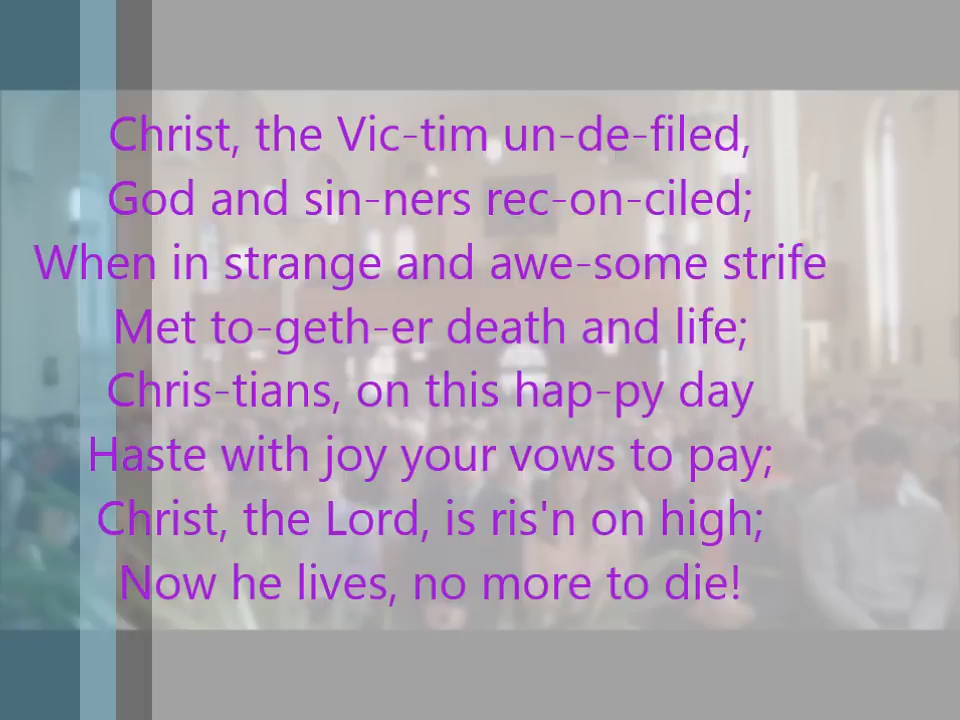 Christ, the Vic-tim un-de-filed,
God and sin-ners rec-on-ciled;
When in strange and awe-some strife
Met to-geth-er death and life;
Chris-tians, on this hap-py day
Haste with joy your vows to pay;
Christ, the Lord, is ris'n on high;
Now he lives, no more to die!